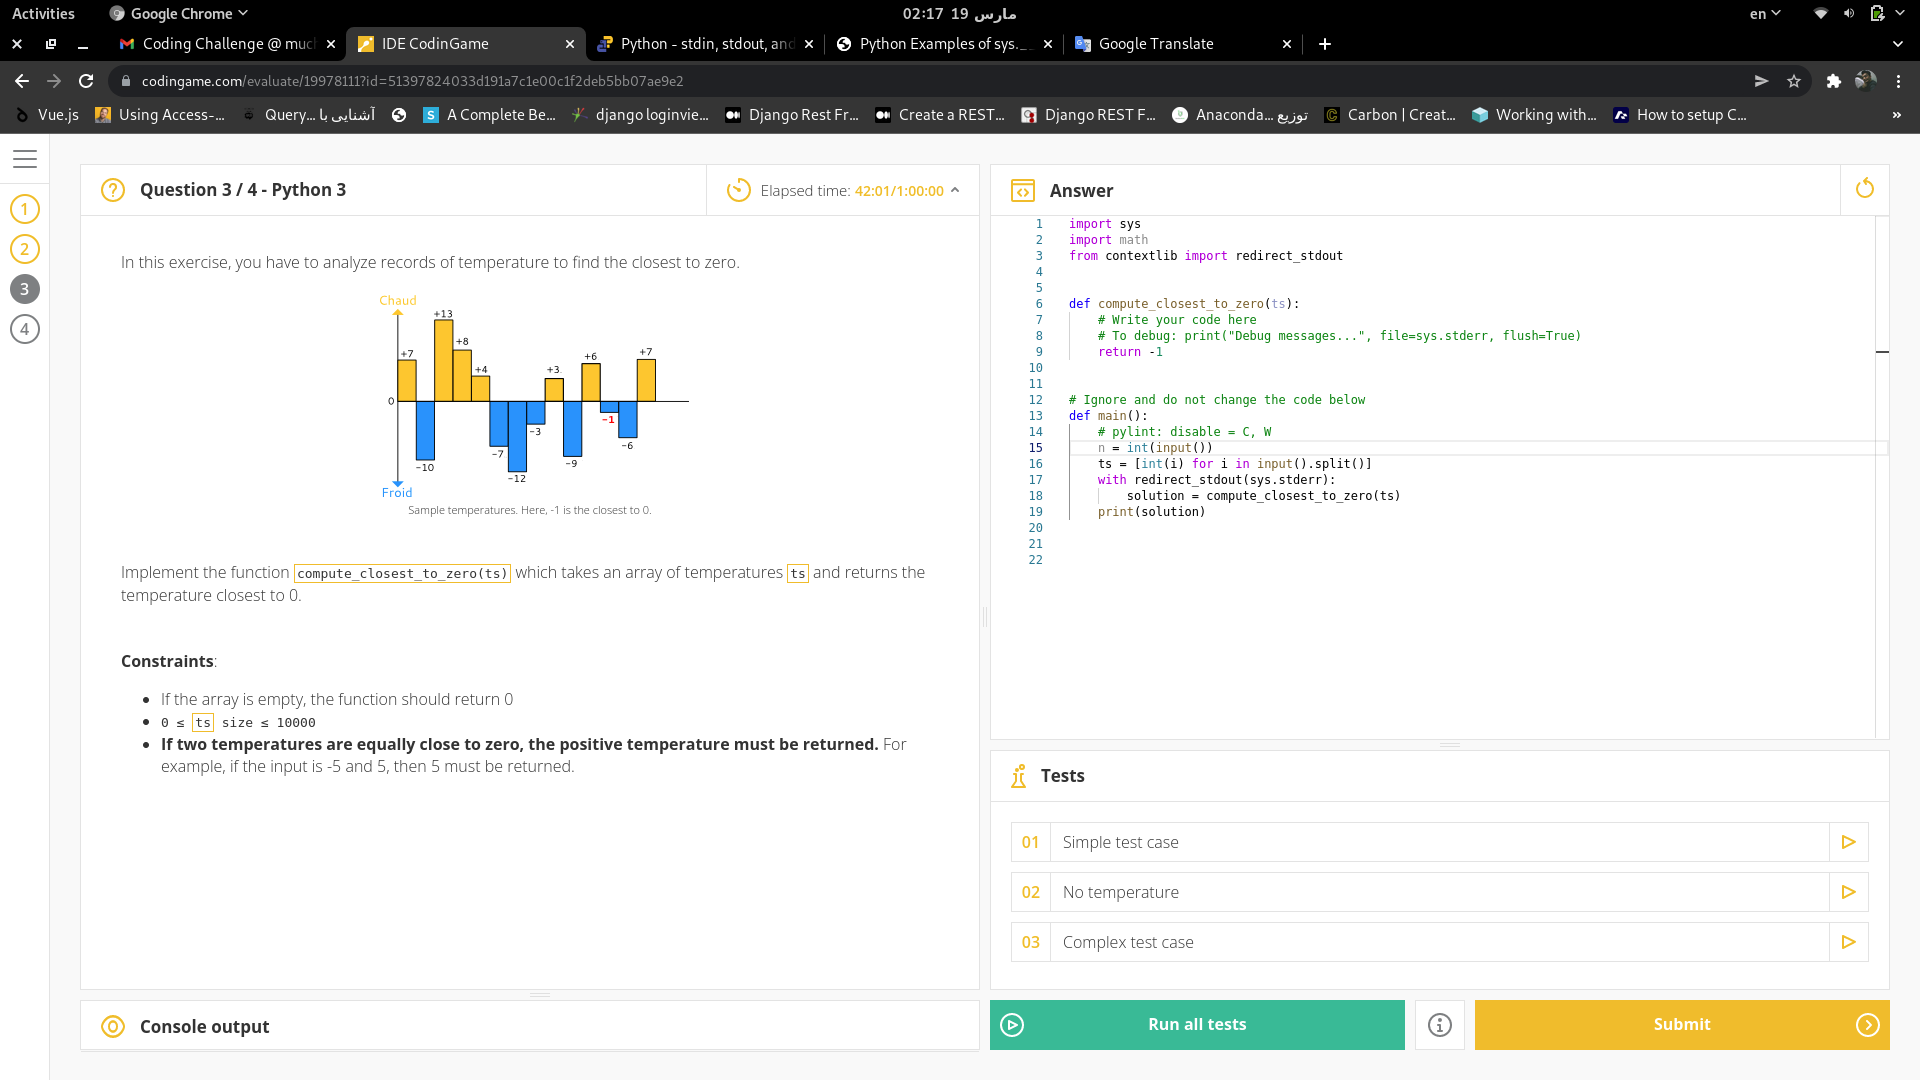 Activities
Google Chrome
02:17 19 مارس
en
Coding Challenge @ muc
IDE CodinGame
Python - stdin, stdout, and
Python Examples of sys.
Google Translate
codingame.com/evaluate/19978111?id=51397824033d191a7c1e00c1f2deb5bb07ae9e2
Vue.js
Using Access-...
Query... آشنایی با
A Complete Be...
django loginvie...
Django Rest Fr...
Create a REST...
Django REST F...
Anaconda... توزیع
Carbon | Creat...
Working with...
How to setup C...
»
1
2
3
4
Question 3 / 4 - Python 3
Elapsed time: 42:01/1:00:00
In this exercise, you have to analyze records of temperature to find the closest to zero.
Chaud
+13
+8
+7
+4
+3
+6
+7
0
-10
-7
-12
-3
-9
-1
-6
Froid
Sample temperatures. Here, -1 is the closest to 0.
Implement the function compute_closest_to_zero(ts) which takes an array of temperatures ts and returns the
temperature closest to 0.
Constraints:
If the array is empty, the function should return 0
0 ≤ ts size ≤ 10000
If two temperatures are equally close to zero, the positive temperature must be returned. For
example, if the input is -5 and 5, then 5 must be returned.
Console output
Answer
1 import sys
2 import math
3 from contextlib import redirect_stdout
4
5
6 def compute_closest_to_zero(ts):
7 # Write your code here
8 # To debug: print("Debug messages...", file=sys.stderr, flush=True)
9 return -1
10
11
12 # Ignore and do not change the code below
13 def main():
14 # pylint: disable = C, W
15 n = int(input())
16 ts = [int(i) for i in input().split()]
17 with redirect_stdout(sys.stderr):
18 solution = compute_closest_to_zero(ts)
19 print(solution)
20
21
22
Tests
01 Simple test case
02 No temperature
03 Complex test case
Run all tests
Submit